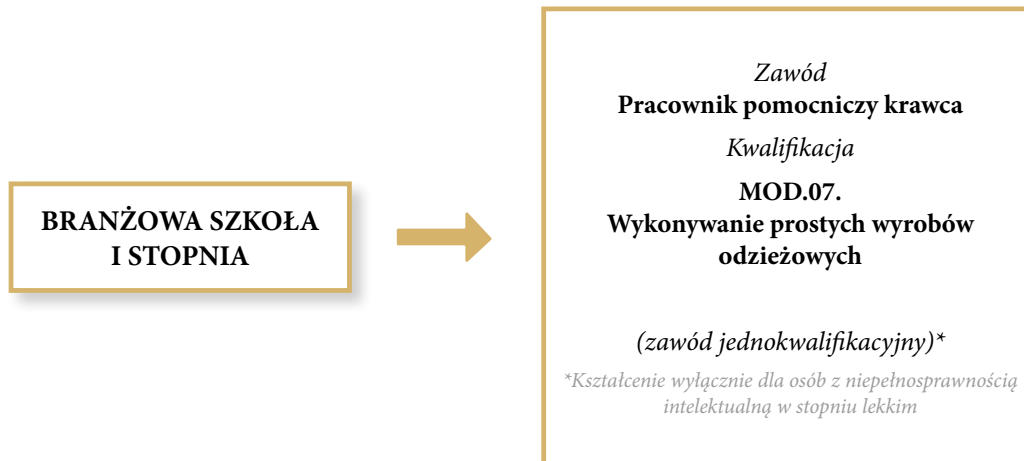 BRANŻOWA SZKOŁA
I STOPNIA
Zawód
Pracownik pomocniczy krawca
Kwalifikacja
MOD.07.
Wykonywanie prostych wyrobów
odzieżowych
(zawód jednokwalifikacyjny)*
*Kształcenie wyłącznie dla osób z niepełnosprawnością
intelektualną w stopniu lekkim